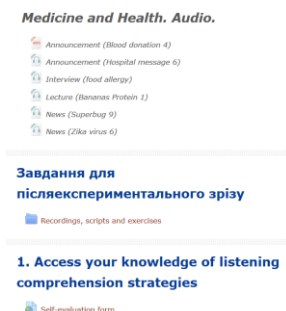 Medicine and Health. Audio.
Announcement (Blood donation 4)
Announcement (Hospital message 6)
Interview (food allergy)
Lecture (Bananas Protein 1)
News (Superbug 9)
News (Zika virus 6)
Завдання для
післяекспериментального зрізу
Recordings, scripts and exercises
1. Access your knowledge of listening
comprehension strategies
Self-evaluation form